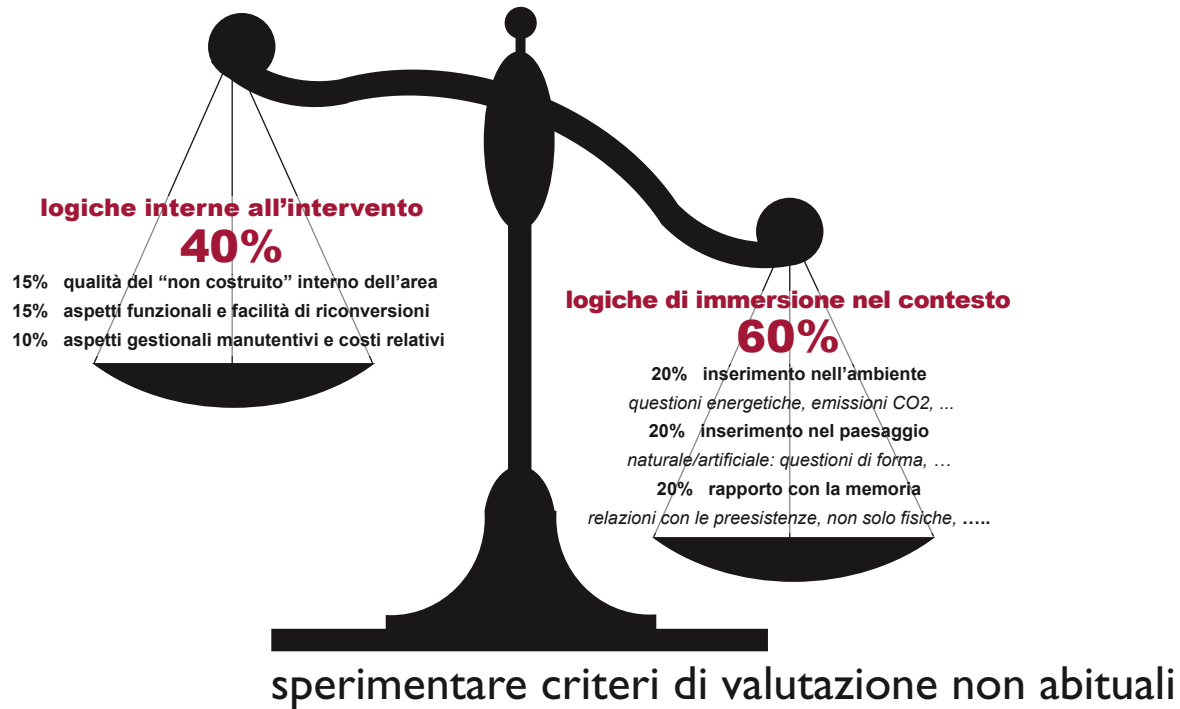 logiche interne all'intervento
40%
15% qualità del “non costruito” interno dell'area
15% aspetti funzionali e facilità di riconversioni
10% aspetti gestionali manutentivi e costi relativi
logiche di immersione nel contesto
60%
20% inserimento nell'ambiente
questioni energetiche, emissioni CO2, ...
20% inserimento nel paesaggio
naturale/artificiale: questioni di forma, …
20% rapporto con la memoria
relazioni con le preesistenze, non solo fisiche, .....
sperimentare criteri di valutazione non abituali